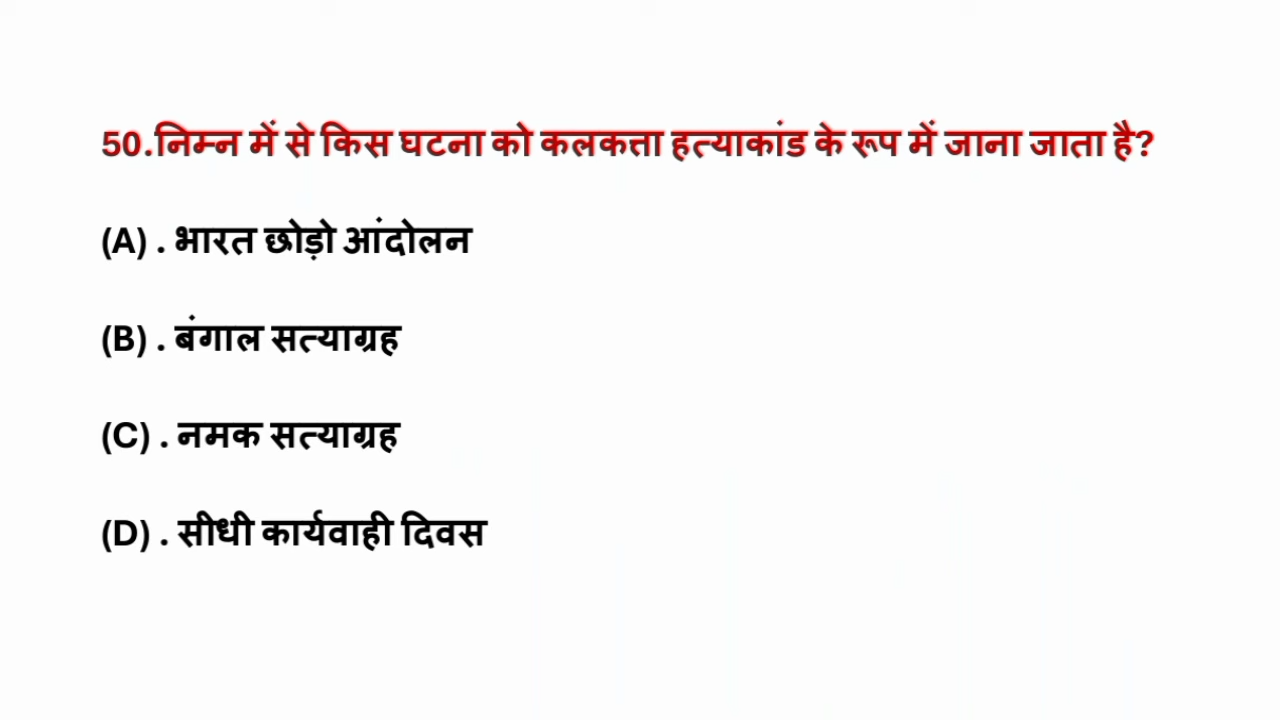 50.निम्न में से किस घटना को कलकत्ता हत्याकांड के रूप में जाना जाता है?
(A) . भारत छोड़ो आंदोलन
(B) . बंगाल सत्याग्रह
(C) . नमक सत्याग्रह
(D) . सीधी कार्यवाही दिवस